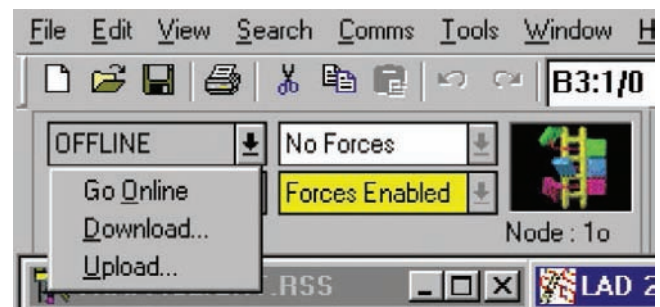 File Edit View Search Comms Tools Window H
B3:1/0
OFFLINE No Forces
Go Online Forces Enabled
Download... Node : 1o
Upload...
.RSS LAD 2